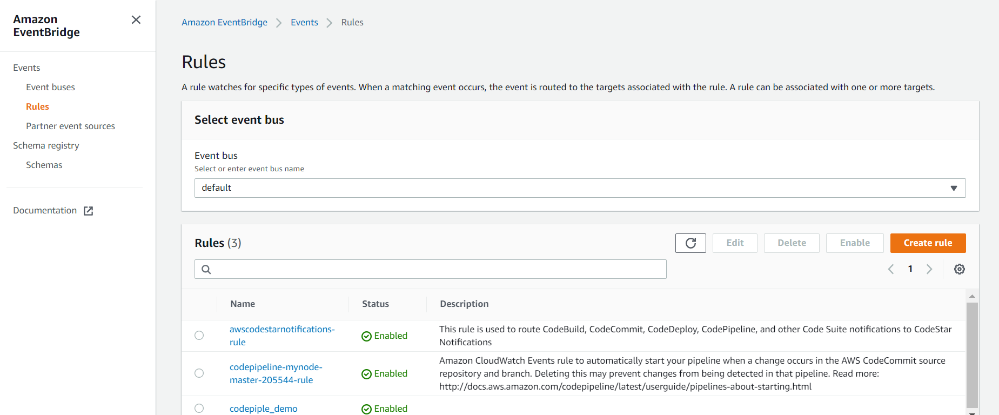 Amazon
EventBridge
Events
Event buses
Rules
Partner event sources
Schema registry
Schemas
Documentation
Amazon EventBridge
Events
Rules
Rules
A rule watches for specific types of events. When a matching event occurs, the event is routed to the targets associated with the rule. A rule can be associated with one or more targets.
Select event bus
Event bus
Select or enter event bus name
default
Rules (3)
Edit
Delete
Enable
Create rule
1
Name
Status
Description
awscodestarnotifications-
rule
Enabled
This rule is used to route CodeBuild, CodeCommit, CodeDeploy, CodePipeline, and other Code Suite notifications to CodeStar
Notifications
codepipeline-mynode-
master-205544-rule
Enabled
Amazon CloudWatch Events rule to automatically start your pipeline when a change occurs in the AWS CodeCommit source
repository and branch. Deleting this may prevent changes from being detected in that pipeline. Read more:
http://docs.aws.amazon.com/codepipeline/latest/userguide/pipelines-about-starting.html
codepiple_demo
Enabled